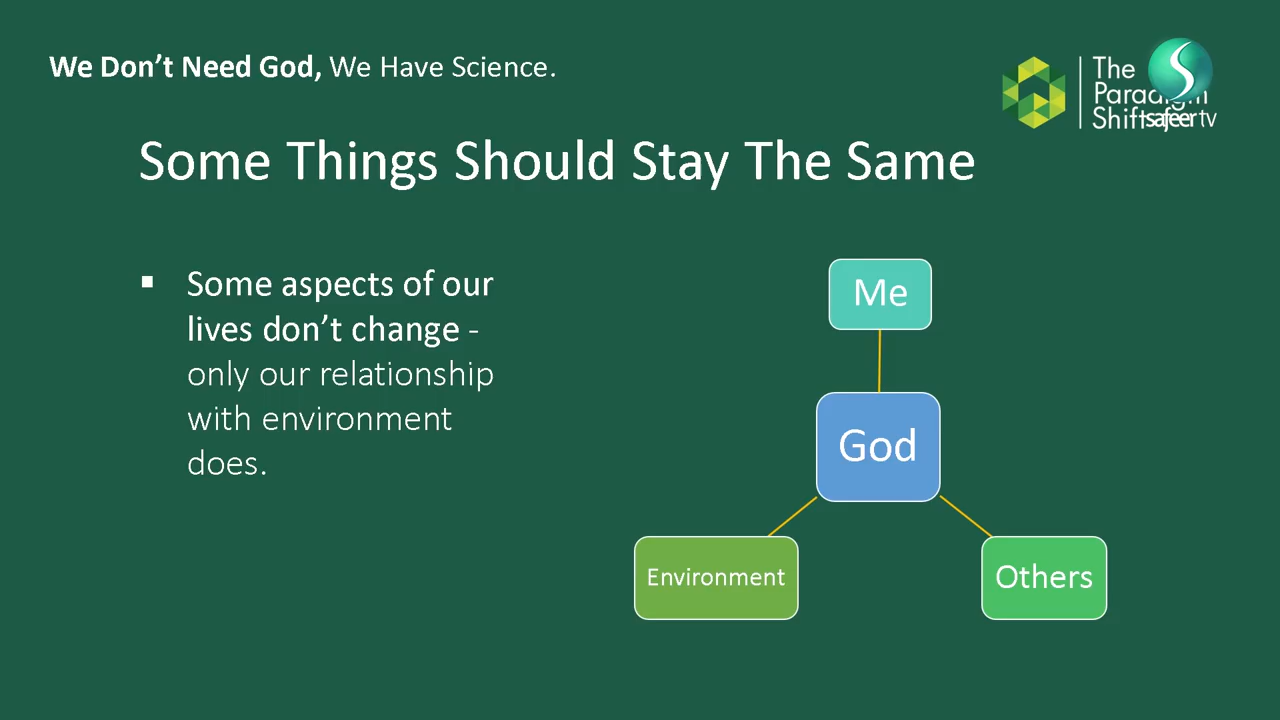 We Don't Need God, We Have Science.
The
Paradigm
Shift
safeer tv
Some Things Should Stay The Same
▪ Some aspects of our
lives don't change -
only our relationship
with environment
does.
Me
God
Environment
Others